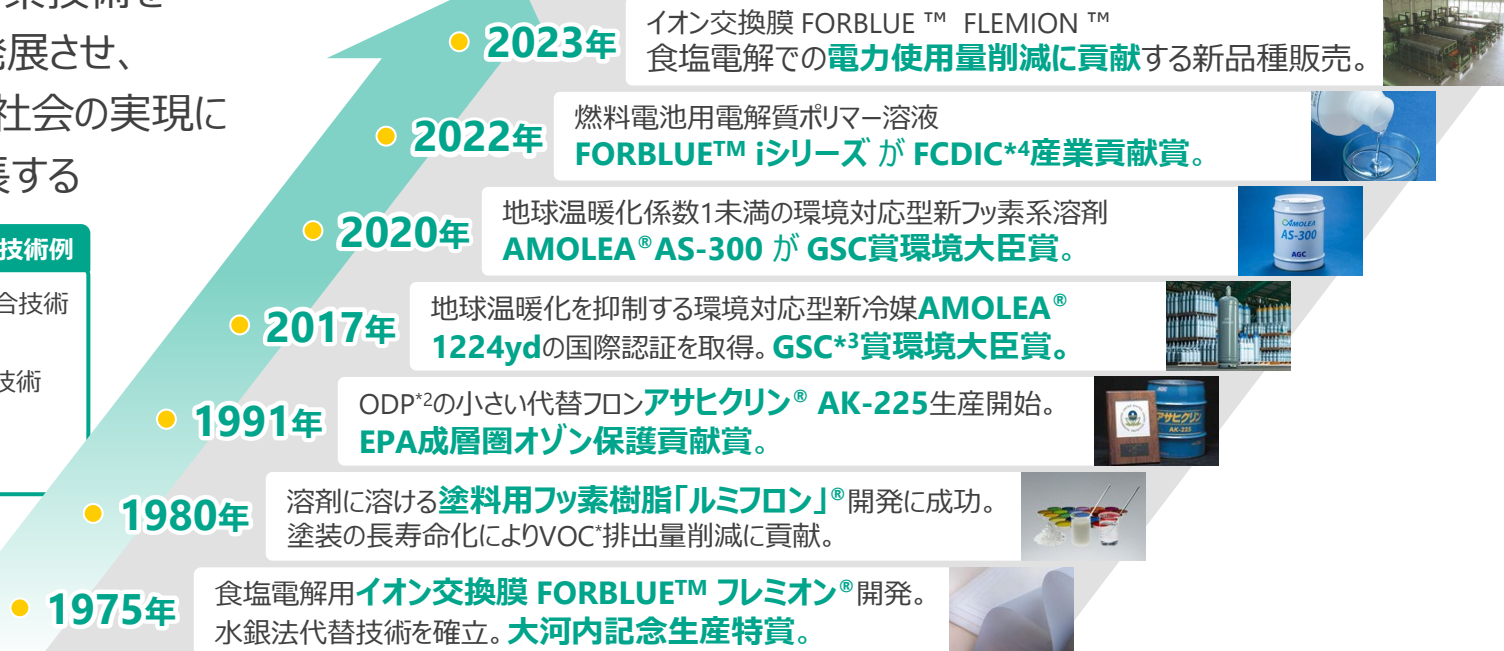 展させ、
社会の実現に
長する
技術例
合技術
技術
2023年
イオン交換膜 FORBLUE ™ FLEMION ™
食塩電解での電力使用量削減に貢献する新品種販売。
2022年
燃料電池用電解質ポリマー溶液
FORBLUE™ iシリーズ が FCDIC*4産業貢献賞。
2020年
地球温暖化係数1未満の環境対応型新フッ素系溶剤
AMOLEA®AS-300 が GSC賞環境大臣賞。
AMOLEA
AS-300
AGC
2017年
地球温暖化を抑制する環境対応型新冷媒AMOLEA®
1224ydの国際認証を取得。GSC*3賞環境大臣賞。
1991年
ODP*2の小さい代替フロンアサヒクリン® AK-225生産開始。
EPA成層圏オゾン保護貢献賞。
アサヒクリン
AK-225
1980年
溶剤に溶ける塗料用フッ素樹脂「ルミフロン」®開発に成功。
塗装の長寿命化によりVOC*排出量削減に貢献。
1975年
食塩電解用イオン交換膜 FORBLUE™ フレミオン®開発。
水銀法代替技術を確立。大河内記念生産特賞。